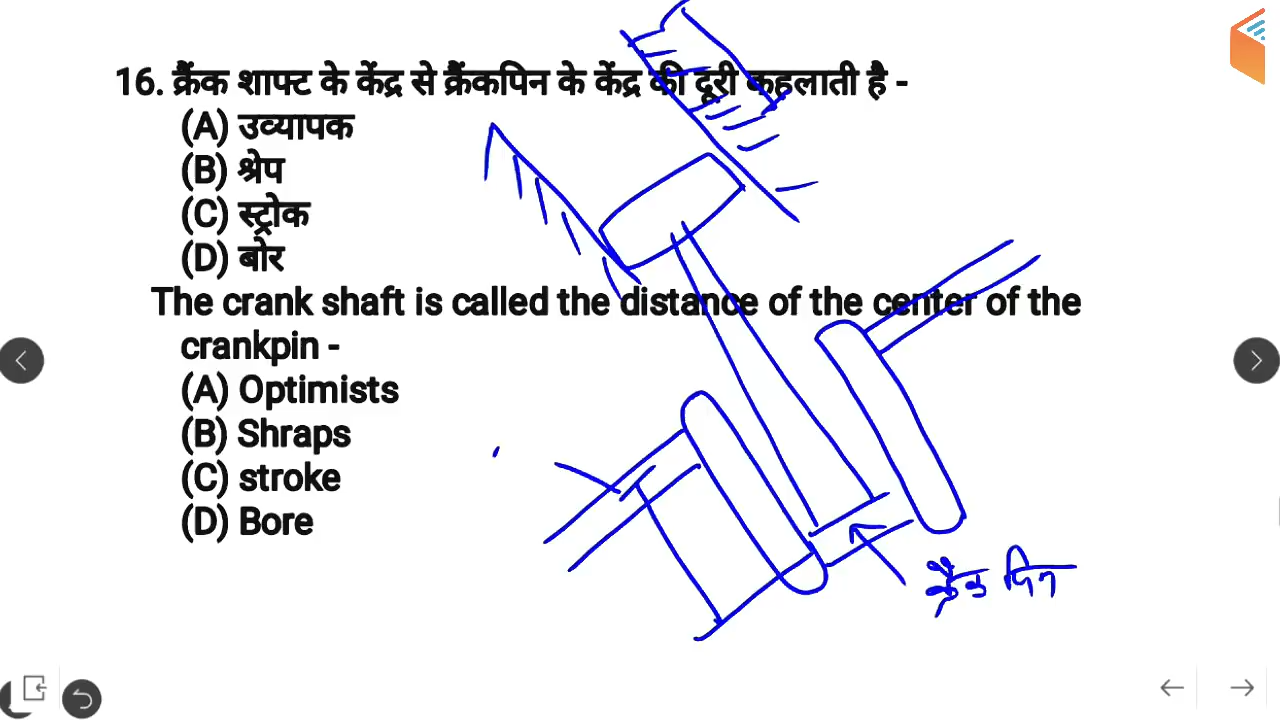 16. क्रैंक शाफ्ट के केंद्र से क्रैंकपिन के केंद्र की दूरी कहलाती है -
(A) उव्यापक
(B) श्रेप
(C) स्ट्रोक
(D) बोर
The crank shaft is called the distance of the center of the
crankpin -
(A) Optimists
(B) Shraps
(C) stroke
(D) Bore
क्रैंक पिन